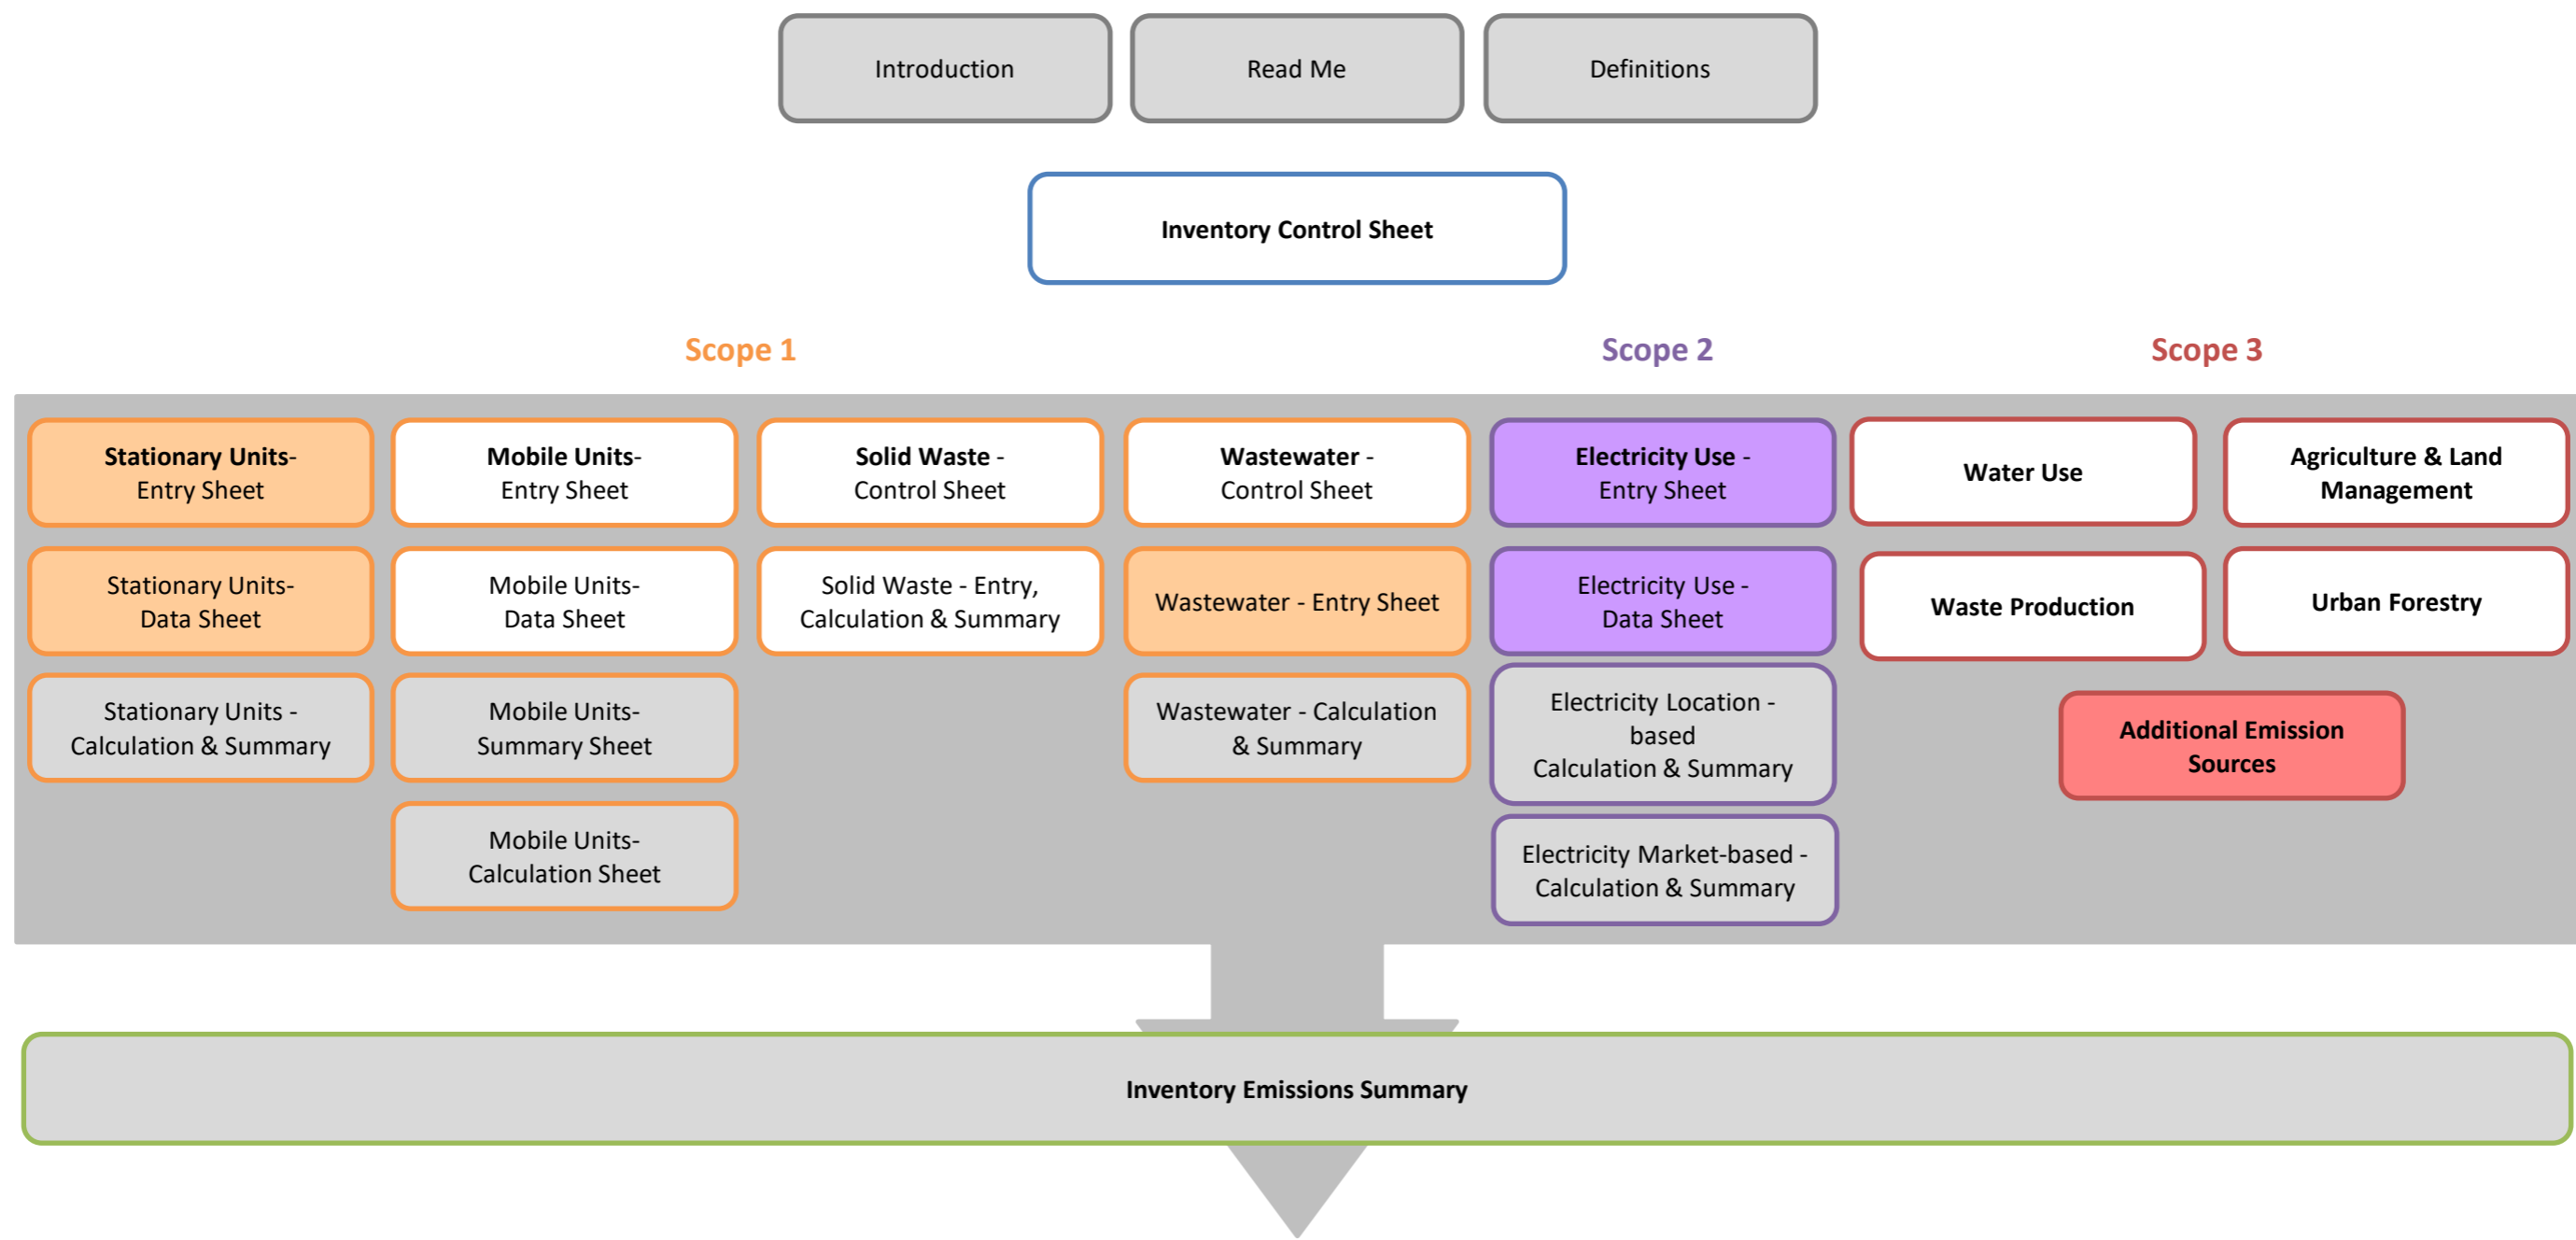 Introduction
Read Me
Definitions
Inventory Control Sheet
Scope 1
Scope 2
Scope 3
Stationary Units-
Entry Sheet
Mobile Units-
Entry Sheet
Solid Waste -
Control Sheet
Wastewater -
Control Sheet
Electricity Use -
Entry Sheet
Water Use
Agriculture & Land
Management
Stationary Units-
Data Sheet
Mobile Units-
Data Sheet
Solid Waste - Entry,
Calculation & Summary
Wastewater - Entry Sheet
Electricity Use -
Data Sheet
Waste Production
Urban Forestry
Stationary Units -
Calculation & Summary
Mobile Units-
Summary Sheet
Wastewater - Calculation
& Summary
Electricity Location -
based
Calculation & Summary
Additional Emission
Sources
Mobile Units-
Calculation Sheet
Electricity Market-based -
Calculation & Summary
Inventory Emissions Summary